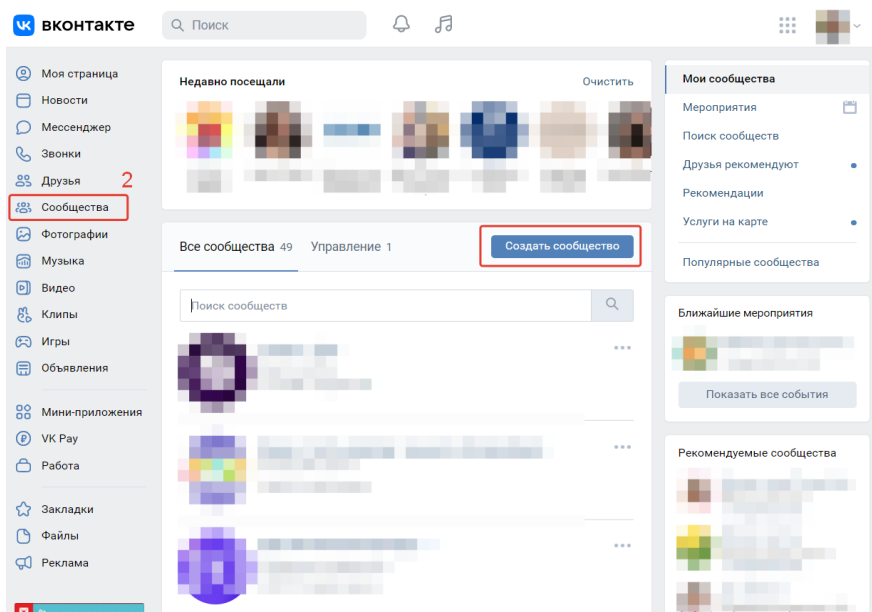 вконтакте
Поиск
Моя страница
Новости
Мессенджер
Звонки
Друзья
2
Сообщества
Фотографии
Музыка
Видео
Клипы
Игры
Объявления
Мини-приложения
VK Pay
Работа
Закладки
Файлы
Реклама
Недавно посещали
Очистить
Все сообщества 49
Управление 1
Создать сообщество
Поиск сообществ
Мои сообщества
Мероприятия
Поиск сообществ
Друзья рекомендуют
Рекомендации
Услуги на карте
Популярные сообщества
Ближайшие мероприятия
Показать все события
Рекомендуемые сообщества